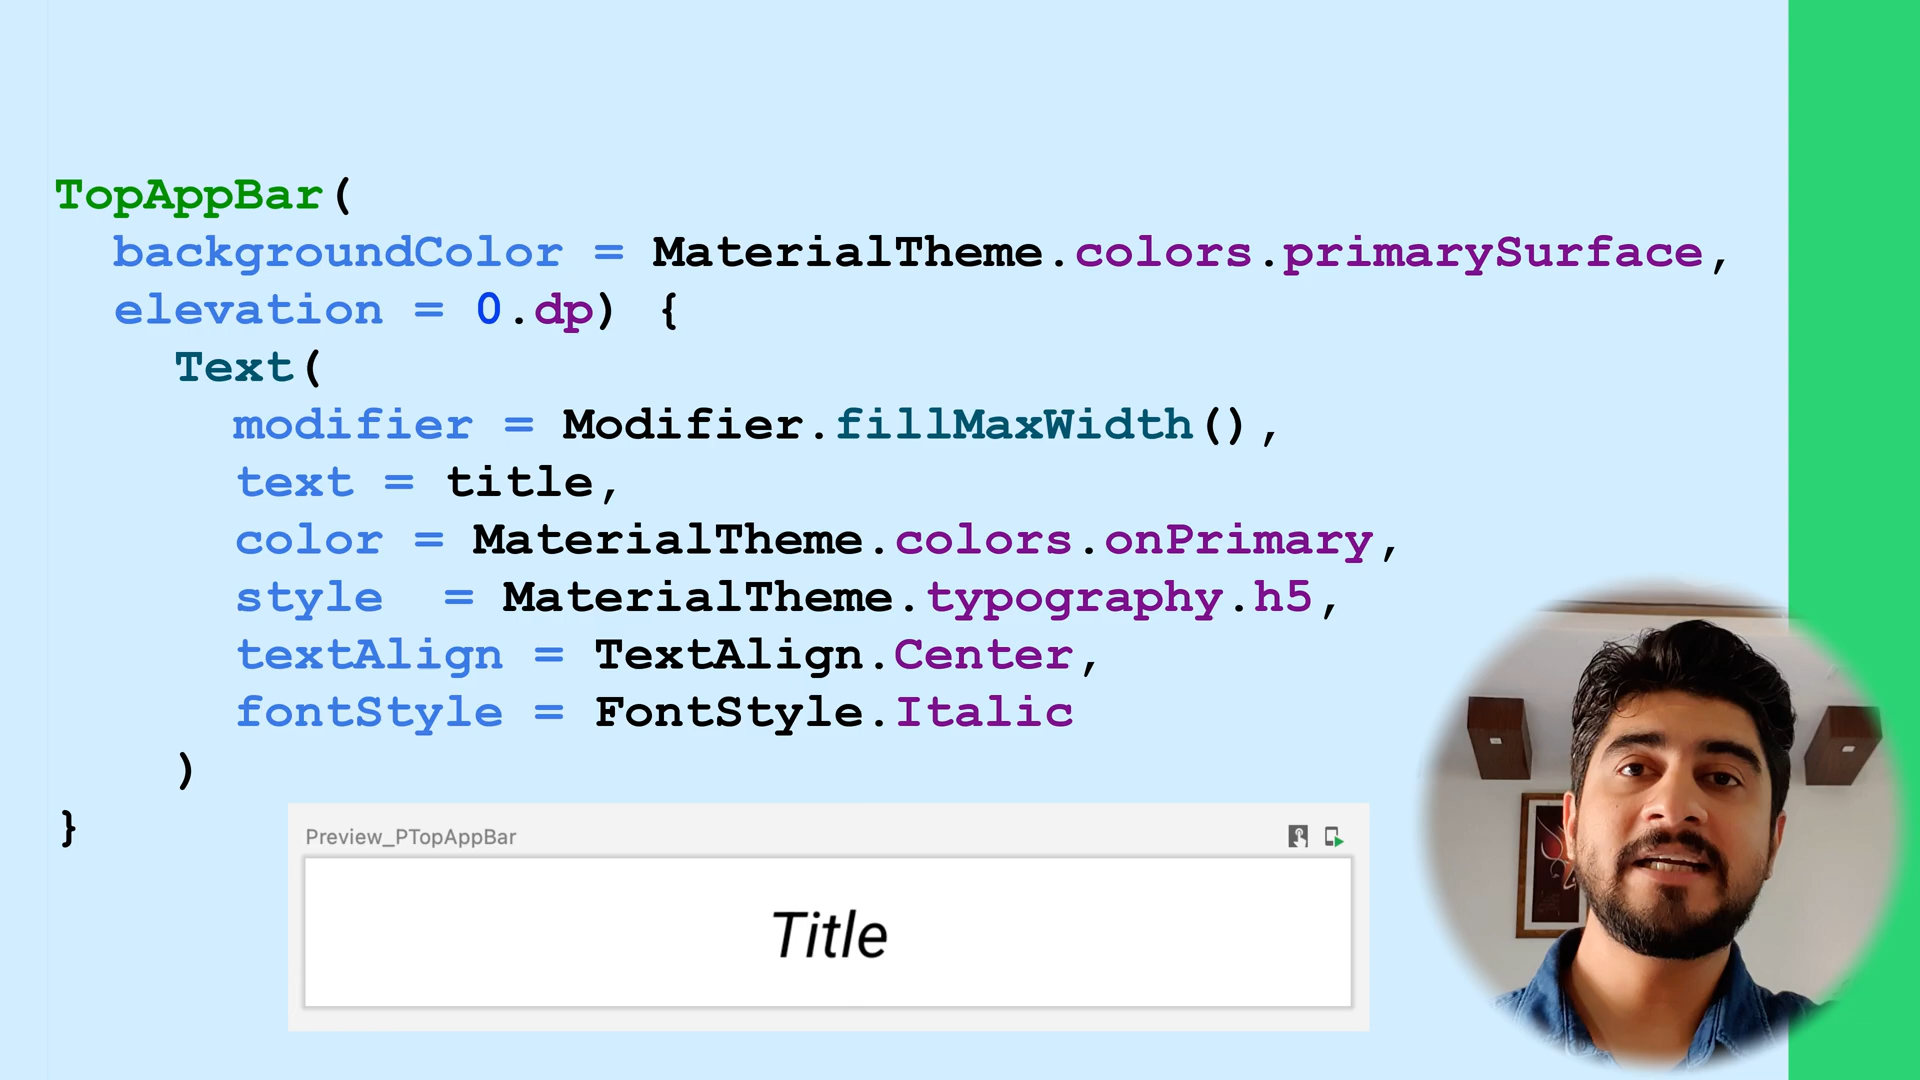 TopAppBar(
backgroundColor = MaterialTheme.colors.primarySurface,
elevation = 0.dp) {
Text(
modifier = Modifier.fillMaxWidth(),
text = title,
color = MaterialTheme.colors.onPrimary,
style  = MaterialTheme.typography.h5,
textAlign = TextAlign.Center,
fontStyle = FontStyle.Italic
)
}
Preview_PTopAppBar
Title